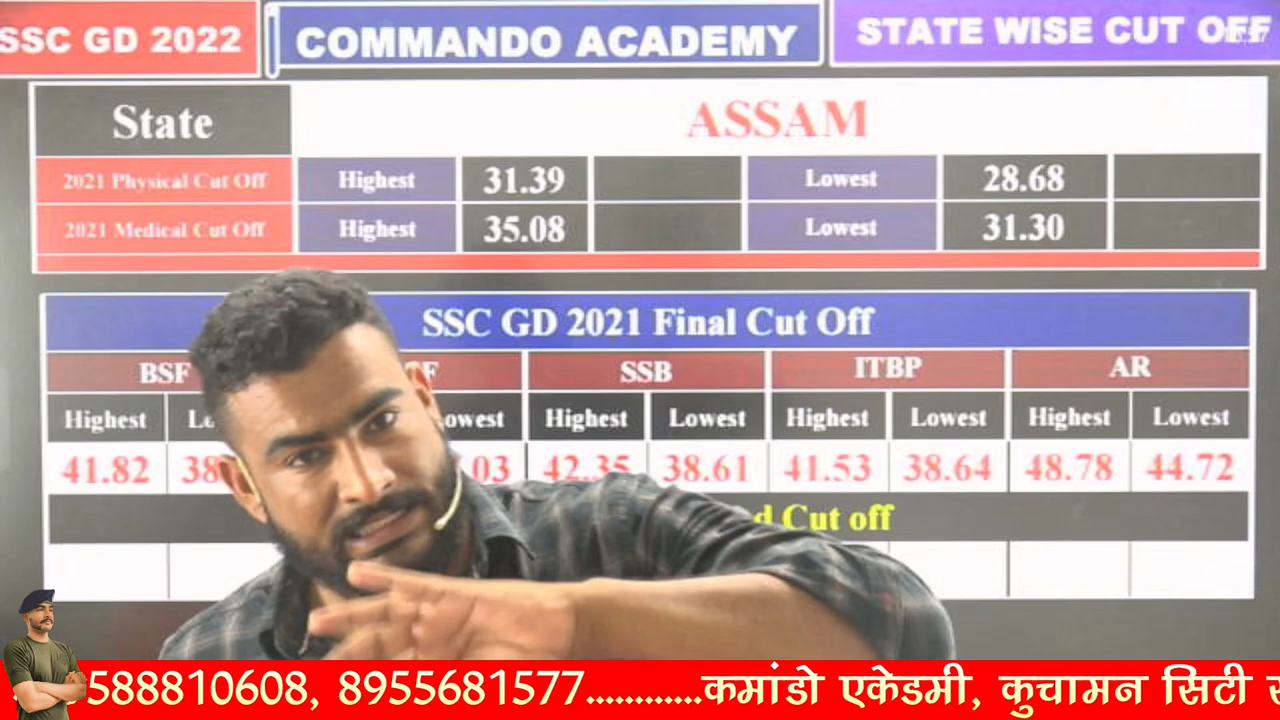 SSC GD 2022 COMMANDO ACADEMY STATE WISE CUT OFF
State ASSAM
2021 Physical Cut Off Highest 31.39 Lowest 28.68
2021 Medical Cut Off Highest 35.08 Lowest 31.30
SSC GD 2021 Final Cut Off
BSF SSB ITBP AR
Highest Highest Lowest Highest Lowest Highest Lowest
41.82 42.35 38.61 41.53 38.64 48.78 44.72
Cut off
588810608, 8955681577............कमांडो एकेडमी, कुचामन सिटी